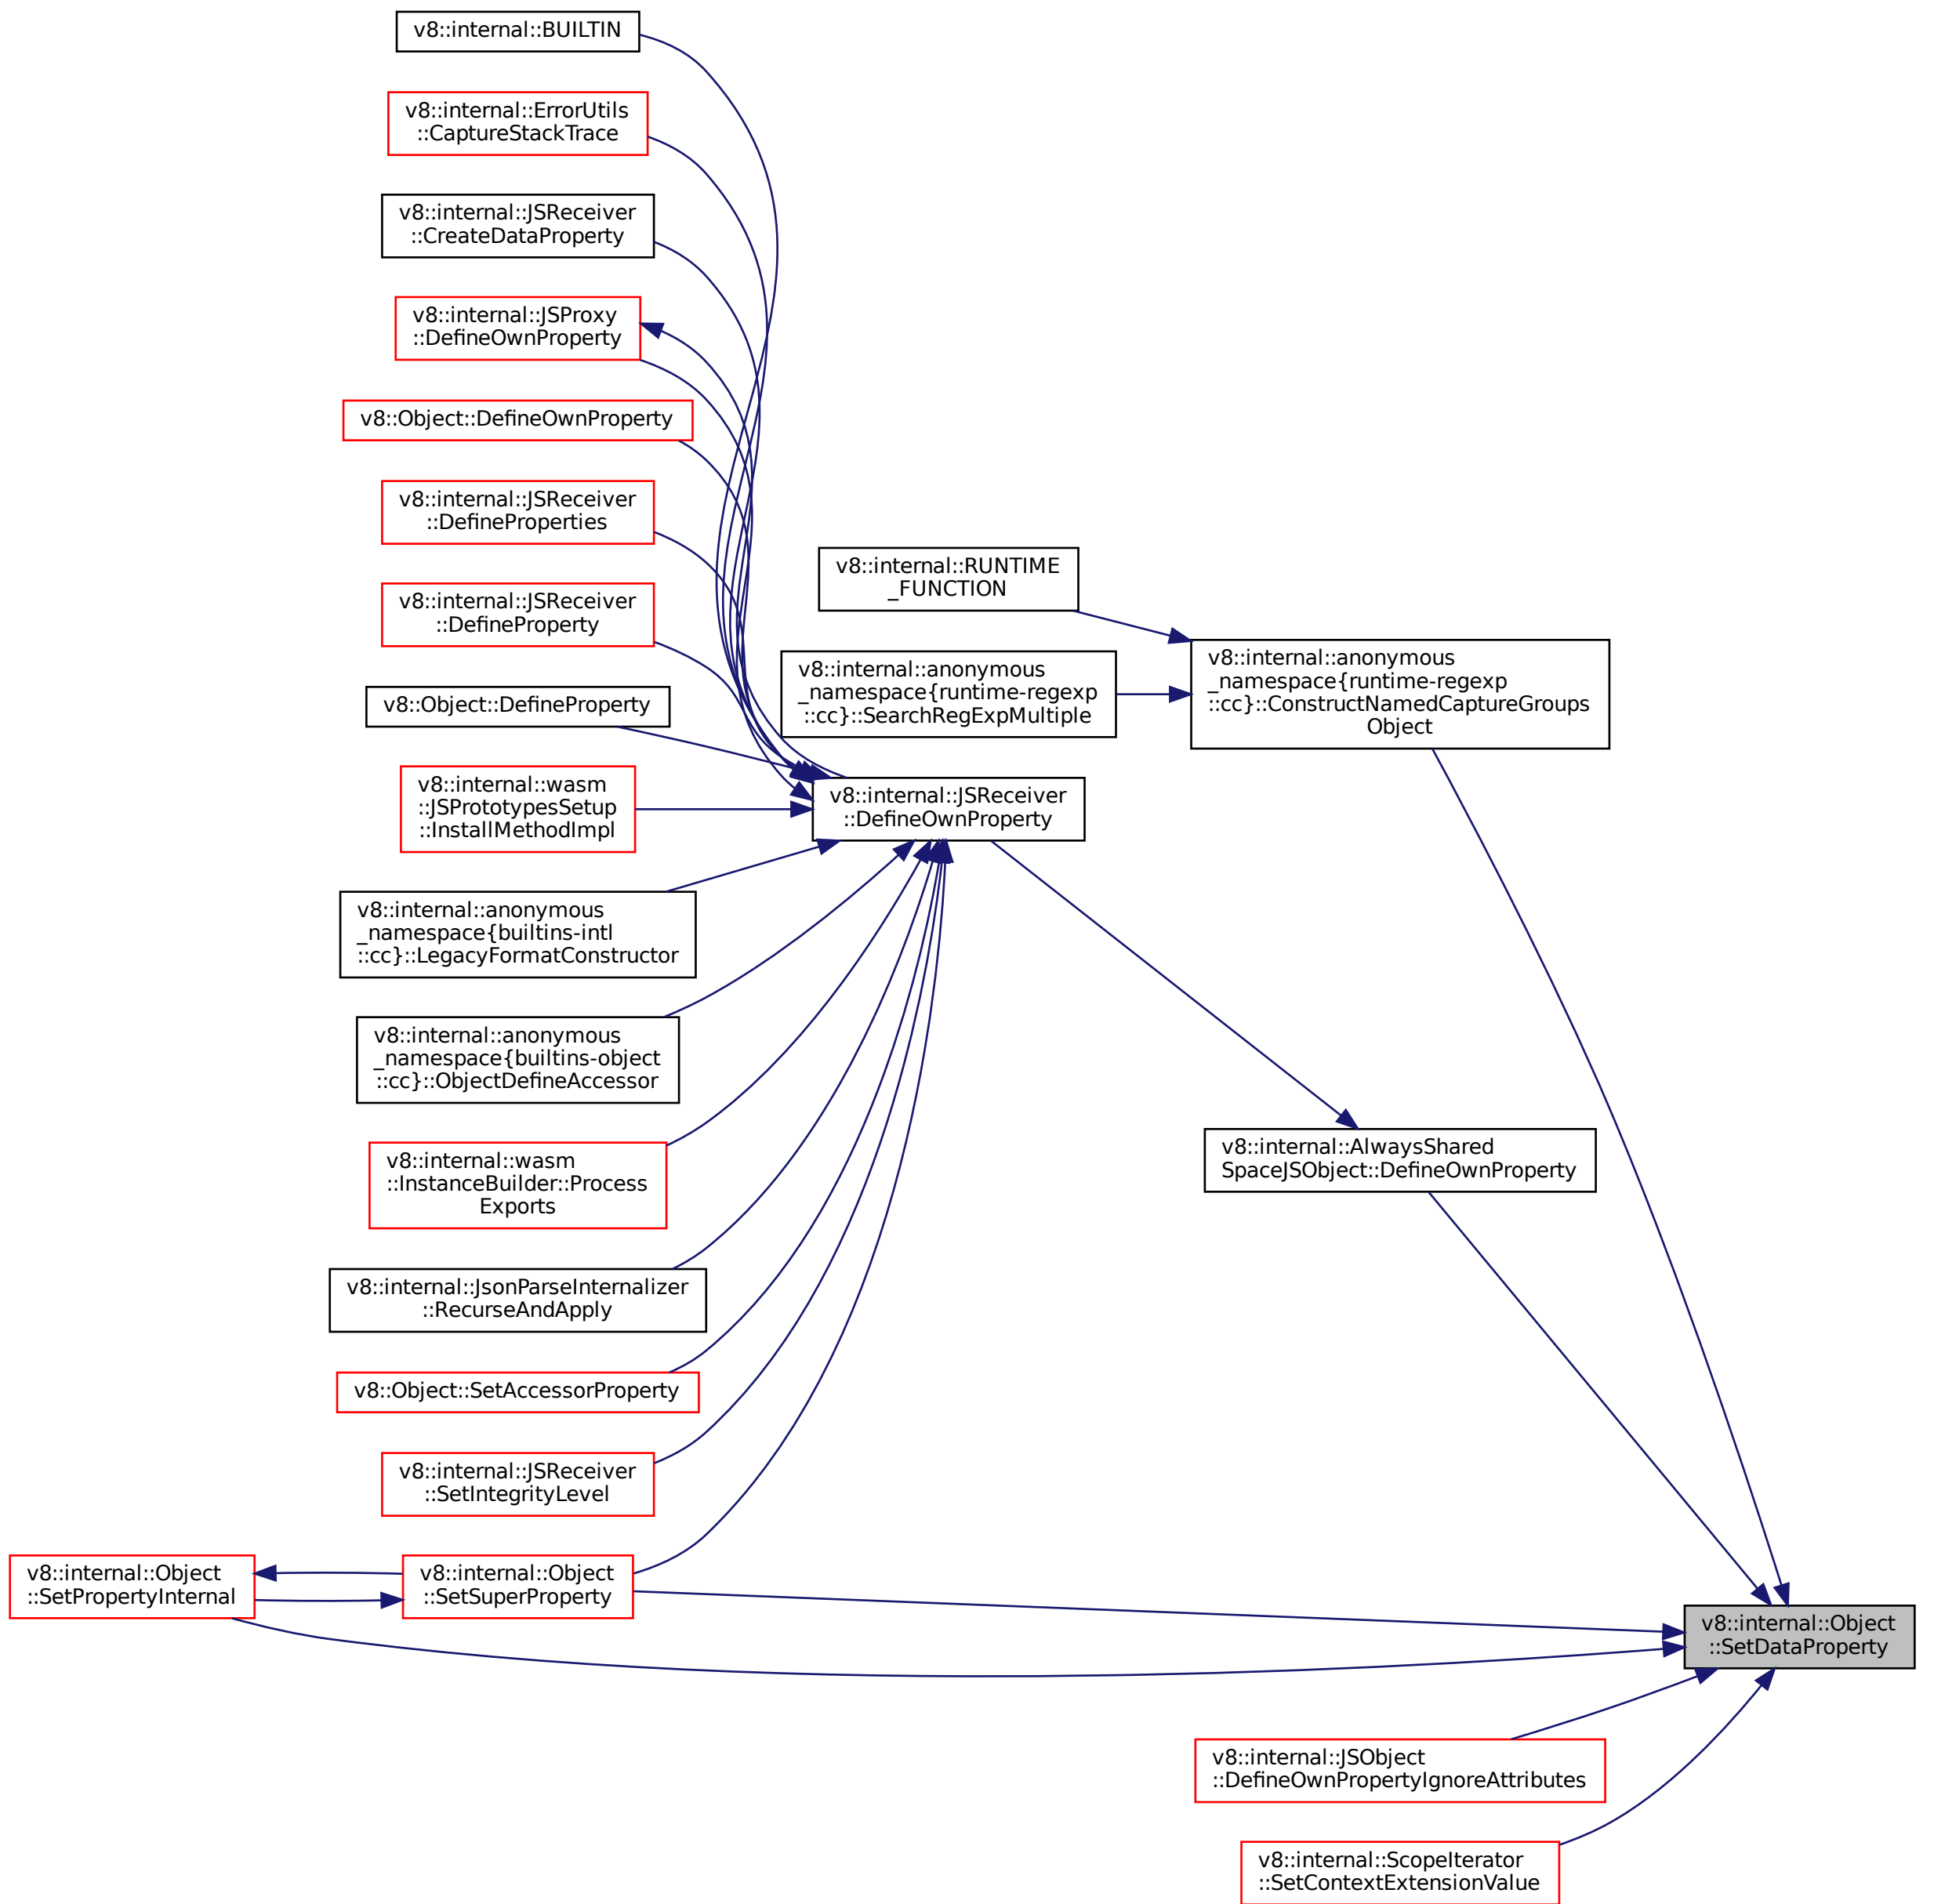 v8::internal::BUILTIN
v8::internal::ErrorUtils
::CaptureStackTrace
v8::internal::JSReceiver
::CreateDataProperty
v8::internal::JSProxy
::DefineOwnProperty
v8::Object::DefineOwnProperty
v8::internal::JSReceiver
::DefineProperties
v8::internal::JSReceiver
::DefineProperty
v8::Object::DefineProperty
v8::internal::wasm
::JSPrototypesSetup
::InstallMethodImpl
v8::internal::anonymous
_namespace{builtins-intl
::cc}::LegacyFormatConstructor
v8::internal::anonymous
_namespace{builtins-object
::cc}::ObjectDefineAccessor
v8::internal::wasm
::InstanceBuilder::Process
Exports
v8::internal::JsonParseInternalizer
::RecurseAndApply
v8::Object::SetAccessorProperty
v8::internal::JSReceiver
::SetIntegrityLevel
v8::internal::Object
::SetPropertyInternal
v8::internal::Object
::SetSuperProperty
v8::internal::RUNTIME
_FUNCTION
v8::internal::anonymous
_namespace{runtime-regexp
::cc}::SearchRegExpMultiple
v8::internal::JSReceiver
::DefineOwnProperty
v8::internal::anonymous
_namespace{runtime-regexp
::cc}::ConstructNamedCaptureGroups
Object
v8::internal::AlwaysShared
SpaceJSObject::DefineOwnProperty
v8::internal::Object
::SetDataProperty
v8::internal::JSObject
::DefineOwnPropertyIgnoreAttributes
v8::internal::ScopeIterator
::SetContextExtensionValue